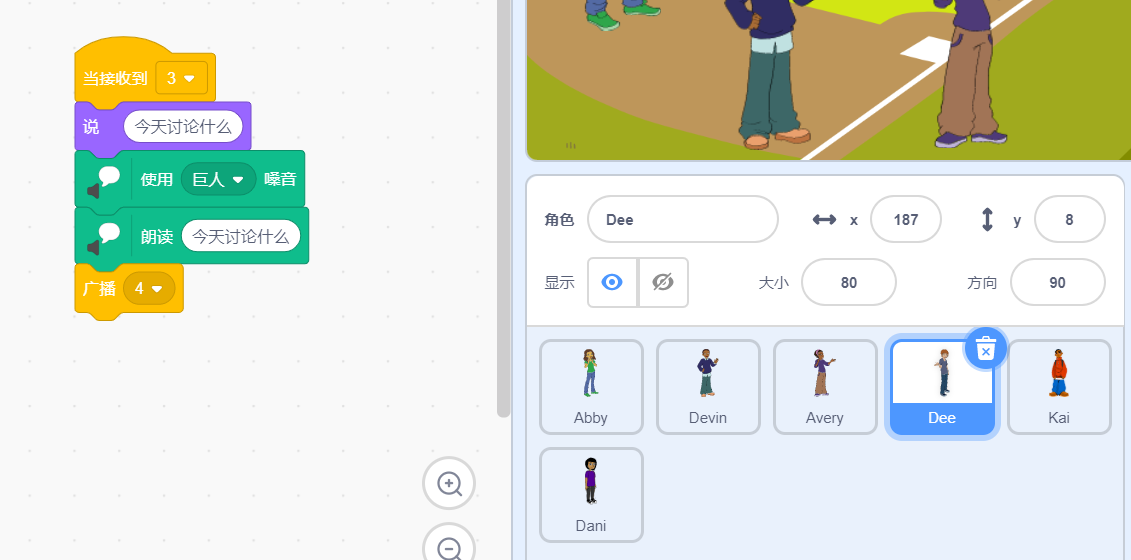 当接收到 3
说 今天讨论什么
使用 巨人 嗓音
朗读 今天讨论什么
广播 4
角色 Dee x 187 y 8
显示 大小 80 方向 90
Abby Devin Avery Dee Kai
Dani